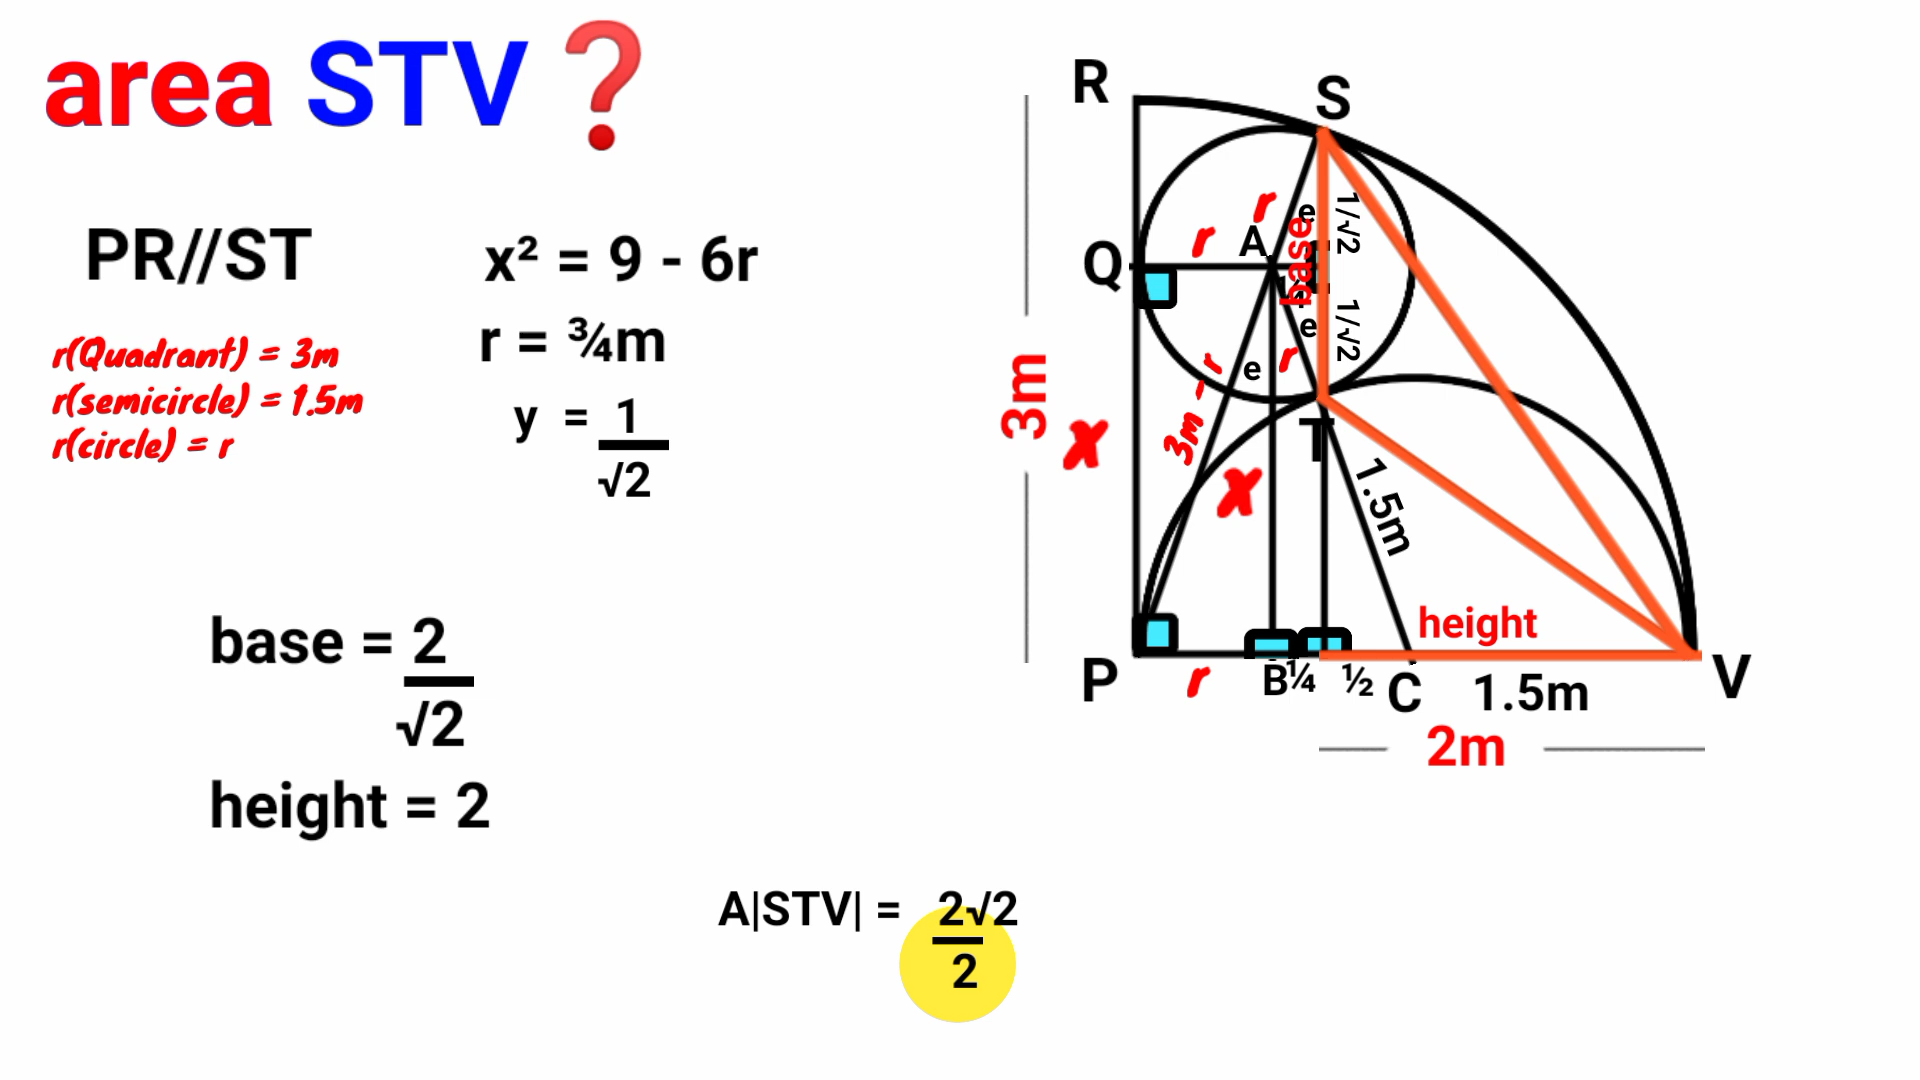 area STV❓
PR//ST
x² = 9 - 6r
r(Quadrant) = 3m
r(semicircle) = 1.5m
r(circle) = r
r = ¾m
y = 1
√2
base = 2
√2
height = 2
A|STV| = 2√2
2
R
S
r
r
e
1/√2
base
Q
A
¼
e
1/√2
3m
e
r
3m - r
x
x
T
1.5m
height
P
r
B
¼
½
C
1.5m
V
2m